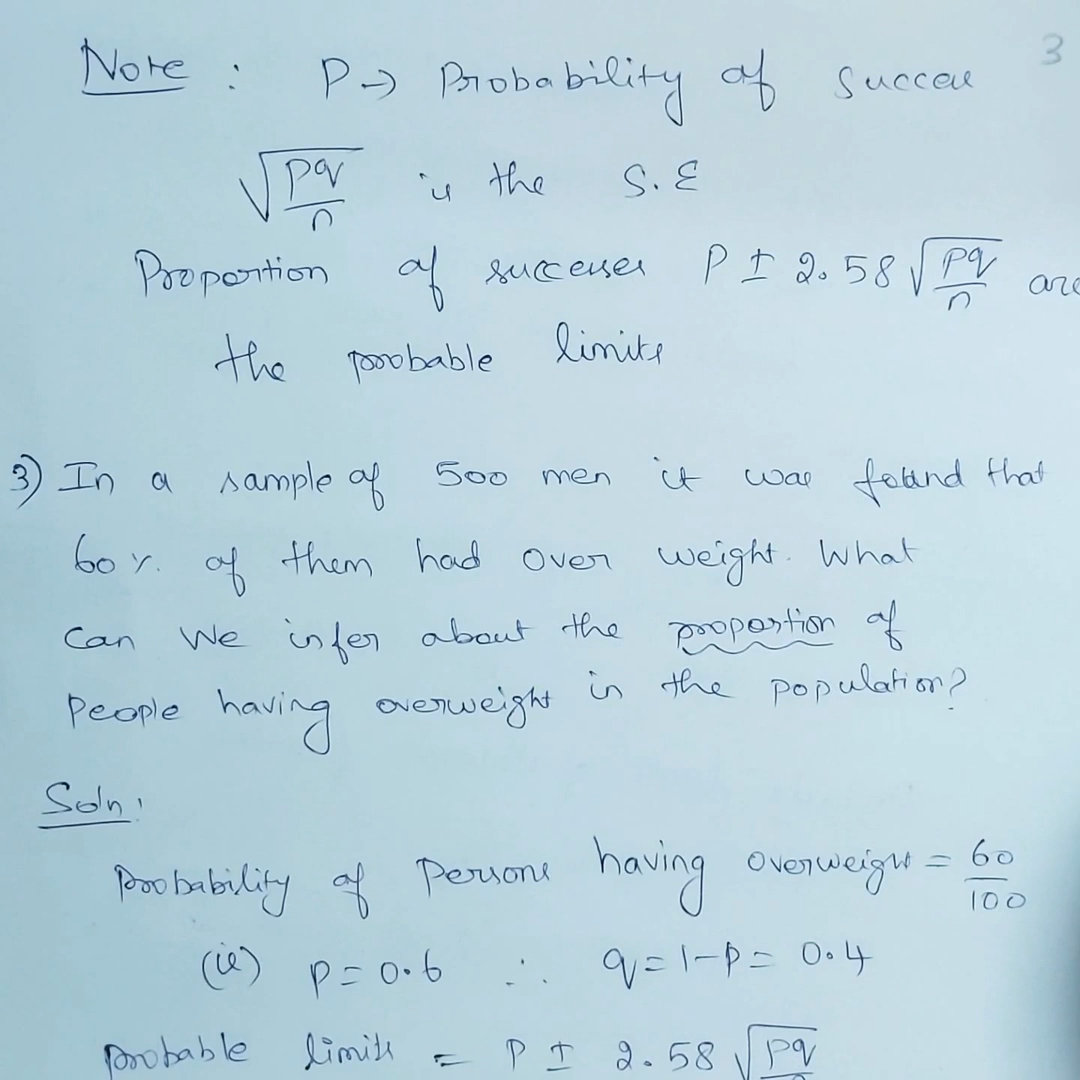 3
Note : P → Probability of success
√(pq/n) is the S.E
Proportion of successes P ± 2.58 √(pq/n) are
the probable limits
3) In a sample of 500 men it was found that
60 %. of them had over weight. What
can we infer about the proportion of
people having overweight in the population?
Soln:
probability of persons having overweight = 60/100
(ie) p = 0.6 ∴ q = 1-p = 0.4
probable limits = P ± 2.58 √(pq/n)